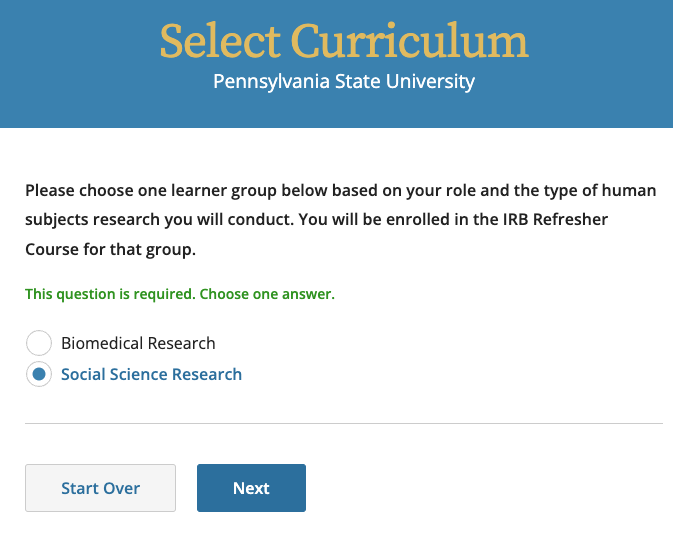 Select Curriculum
Pennsylvania State University
Please choose one learner group below based on your role and the type of human
subjects research you will conduct. You will be enrolled in the IRB Refresher
Course for that group.
This question is required. Choose one answer.
Biomedical Research
Social Science Research
Start Over
Next